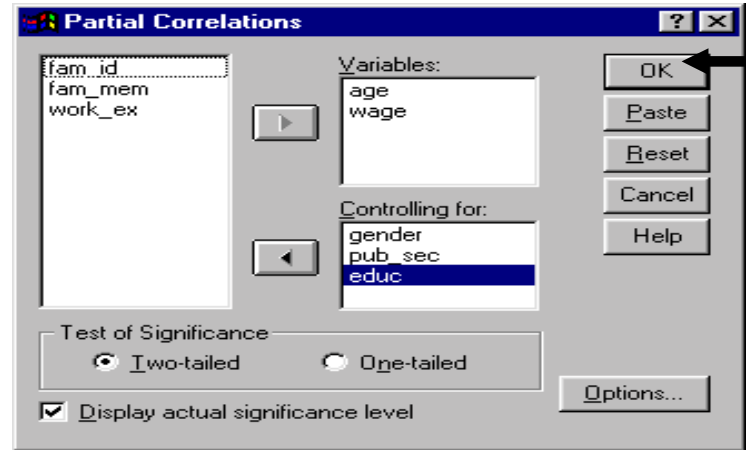 Partial Correlations
fam_id
fam_mem
work_ex
Variables:
age
wage
Controlling for:
gender
pub_sec
educ
OK
Paste
Reset
Cancel
Help
Test of Significance
Two-tailed
One-tailed
Display actual significance level
Options...